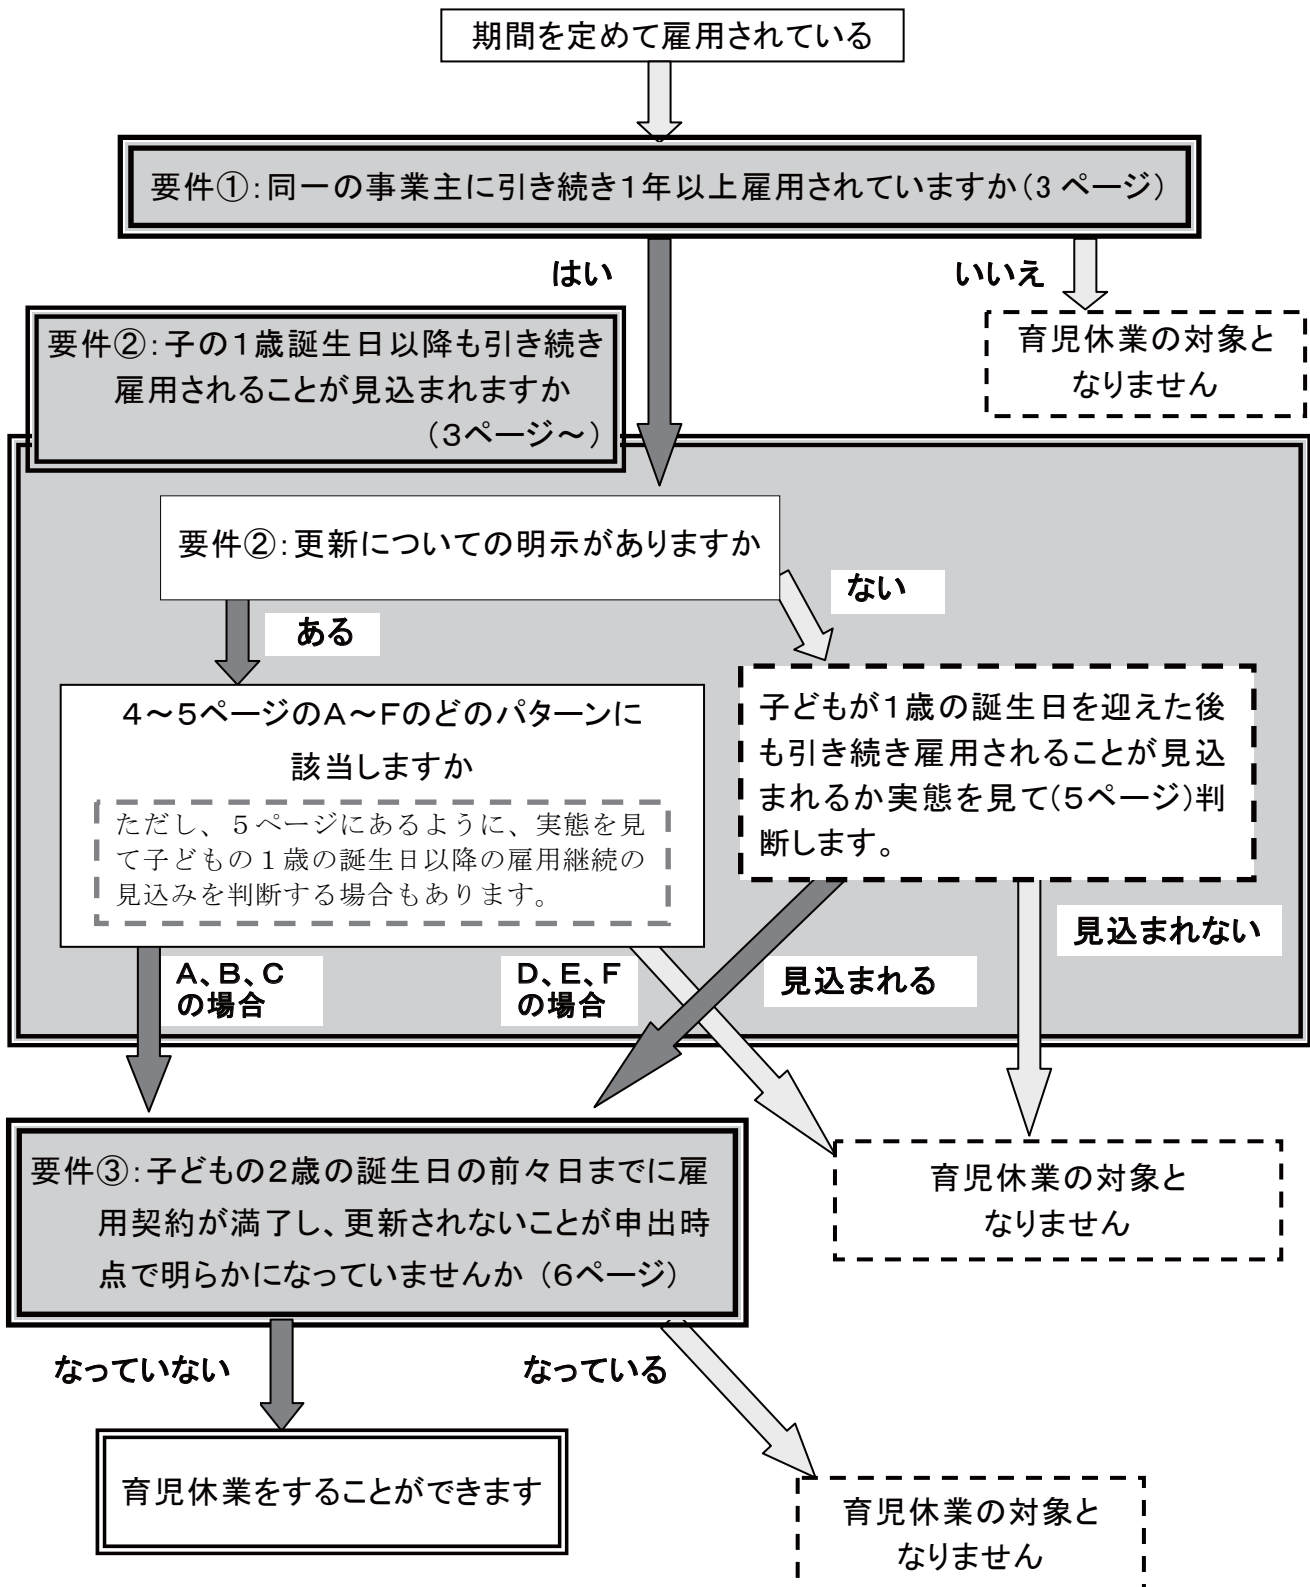 期間を定めて雇用されている
要件①:同一の事業主に引き続き1年以上雇用されていますか(3 ページ)
はい
いいえ
育児休業の対象と
なりません
要件②:子の1歳誕生日以降も引き続き
雇用されることが見込まれますか
(3ページ~)
要件②:更新についての明示がありますか
ない
ある
4~5ページのA~Fのどのパターンに
該当しますか
ただし、5ページにあるように、実態を見
て子どもの1歳の誕生日以降の雇用継続の
見込みを判断する場合もあります。
子どもが1歳の誕生日を迎えた後
も引き続き雇用されることが見込
まれるか実態を見て(5ページ)判
断します。
A、B、C
の場合
D、E、F
の場合
見込まれる
見込まれない
要件③:子どもの2歳の誕生日の前々日までに雇
用契約が満了し、更新されないことが申出時
点で明らかになっていませんか (6ページ)
育児休業の対象と
なりません
なっていない
なっている
育児休業をすることができます
育児休業の対象と
なりません